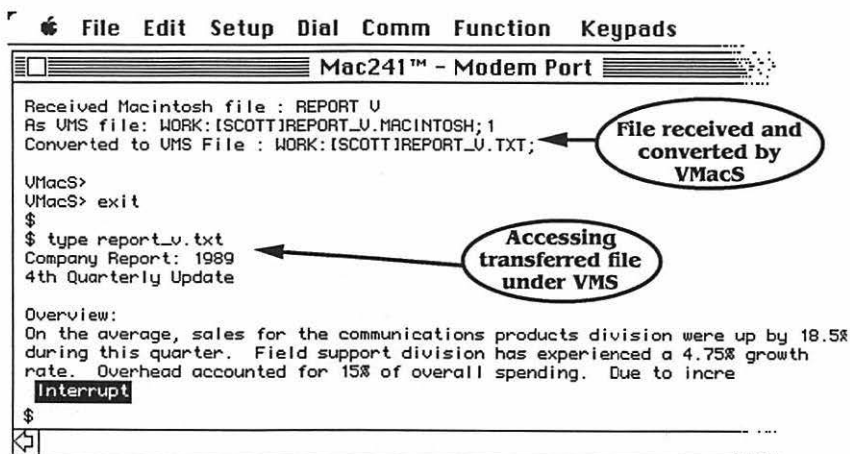 File Edit Setup Dial Comm Function Keypads
Mac241™ - Modem Port
Received Macintosh file : REPORT V
As VMS file: WORK:[SCOTT]REPORT_V.MACINTOSH;1
Converted to VMS File : WORK:[SCOTT]REPORT_V.TXT;
File received and
converted by
VMacS
VMacS>
VMacS> exit
$
$ type report_v.txt
Accessing
transferred file
under VMS
Company Report: 1989
4th Quarterly Update
Overview:
On the average, sales for the communications products division were up by 18.5%
during this quarter. Field support division has experienced a 4.75% growth
rate. Overhead accounted for 15% of overall spending. Due to incre
Interrupt
$